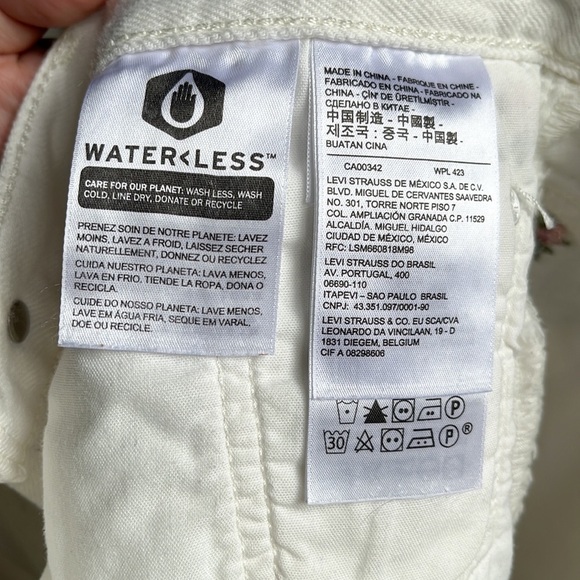 WATER<LESS™
CARE FOR OUR PLANET: WASH LESS, WASH
COLD, LINE DRY, DONATE OR RECYCLE
PRENEZ SOIN DE NOTRE PLANETE: LAVEZ
MOINS, LAVEZ A FROID, LAISSEZ SECHER
NATURELLEMENT, DONNEZ OU RECYCLEZ
CUIDA NUESTRO PLANETA: LAVA MENOS,
LAVA EN FRIO, TIENDE LA ROPA, DONA O
RECICLA.
CUIDE DO NOSSO PLANETA: LAVE MENOS,
LAVE EM ÁGUA FRIA, SEQUE EM VARAL,
DOE OU RECICLE.
MADE IN CHINA - FABRIQUE EN CHINE -
FABRICADO EN CHINA - FABRICADO NA
CHINA - ÇIN' DE ÜRETILMIŞTIR -
СДЕЛАНО В КИТАЕ -
中国制造 - 中國製 -
제조국: 중국 - 中国製 -
BUATAN CINA
CA00342 WPL 423
LEVI STRAUSS DE MÉXICO S.A. DE C.V.
BLVD. MIGUEL DE CERVANTES SAAVEDRA
NO. 301, TORRE NORTE PISO 7
COL. AMPLIACIÓN GRANADA C.P. 11529
ALCALDÍA. MIGUEL HIDALGO
CIUDAD DE MÉXICO
RFC: LSM660818M98
LEVI STRAUSS DO BRASIL
AV. PORTUGAL, 400
06690-110
ITAPEVI – SAO PAULO BRASIL
CNPJ: 43.351.097/0001-90
LEVI STRAUSS & CO. EU SCA/CVA
LEONARDO DA VINCILAAN, 19 - D
1831 DIEGEM, BELGIUM
CIF A 08298606
P
30 P ®